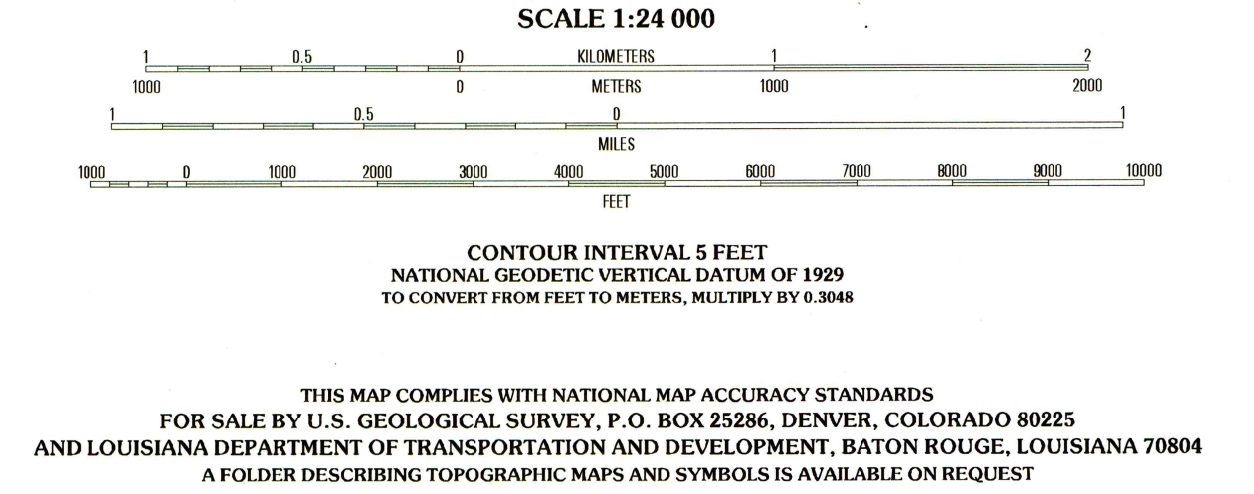 SCALE 1:24 000
1 0.5 0 KILOMETERS 1 2
1000 0 METERS 1000 2000
1 0.5 0 1
MILES
1000 0 1000 2000 3000 4000 5000 6000 7000 8000 9000 10000
FEET
CONTOUR INTERVAL 5 FEET
NATIONAL GEODETIC VERTICAL DATUM OF 1929
TO CONVERT FROM FEET TO METERS, MULTIPLY BY 0.3048
THIS MAP COMPLIES WITH NATIONAL MAP ACCURACY STANDARDS
FOR SALE BY U.S. GEOLOGICAL SURVEY, P.O. BOX 25286, DENVER, COLORADO 80225
AND LOUISIANA DEPARTMENT OF TRANSPORTATION AND DEVELOPMENT, BATON ROUGE, LOUISIANA 70804
A FOLDER DESCRIBING TOPOGRAPHIC MAPS AND SYMBOLS IS AVAILABLE ON REQUEST